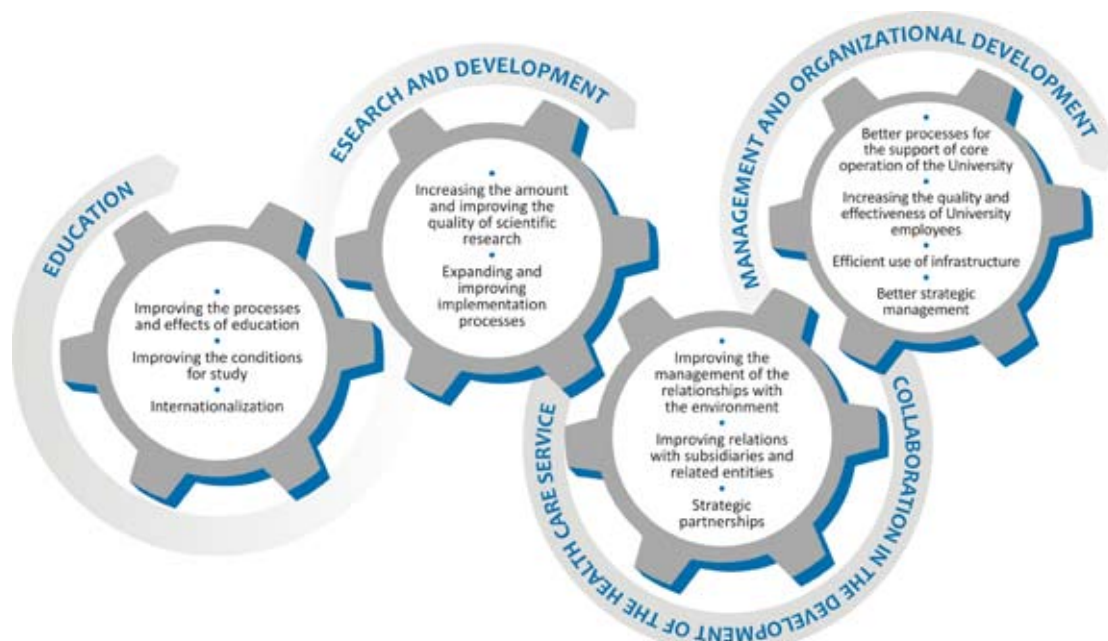 EDUCATION
Improving the processes
and effects of education
Improving the conditions
for study
Internationalization
ESEARCH AND DEVELOPMENT
Increasing the amount
and improving the
quality of scientific
research
Expanding and
improving
implementation
processes
COLLABORATION IN THE DEVELOPMENT OF THE HEALTH CARE SERVICE
Improving the
management of the
relationships with
the environment
Improving relations
with subsidiaries and
related entities
Strategic
partnerships
MANAGEMENT AND ORGANIZATIONAL DEVELOPMENT
Better processes for
the support of core
operation of the University
Increasing the quality and
effectiveness of University
employees
Efficient use of infrastructure
Better strategic
management